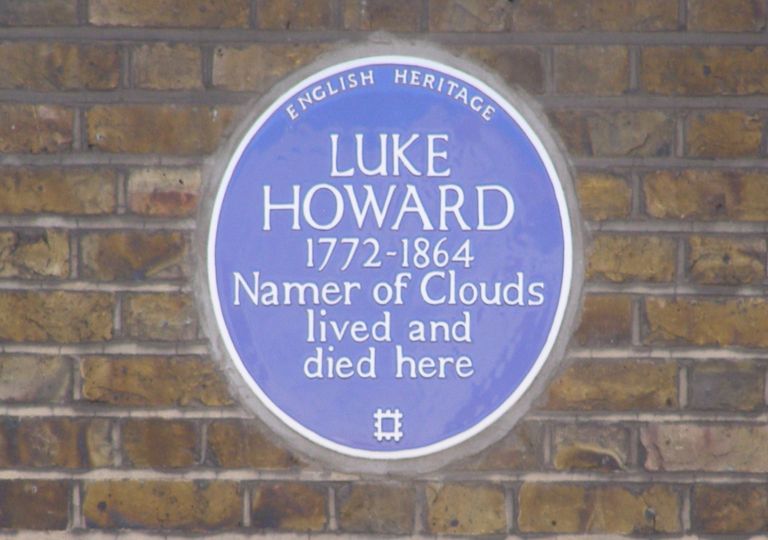 ENGLISH HERITAGE
LUKE
HOWARD
1772-1864
Namer of Clouds
lived and
died here